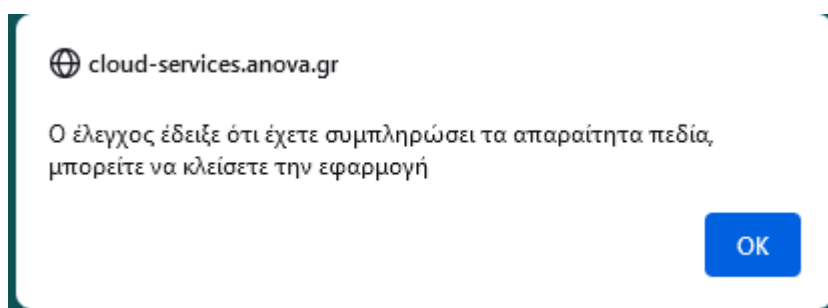 cloud-services.anova.gr
Ο έλεγχος έδειξε ότι έχετε συμπληρώσει τα απαραίτητα πεδία,
μπορείτε να κλείσετε την εφαρμογή
OK